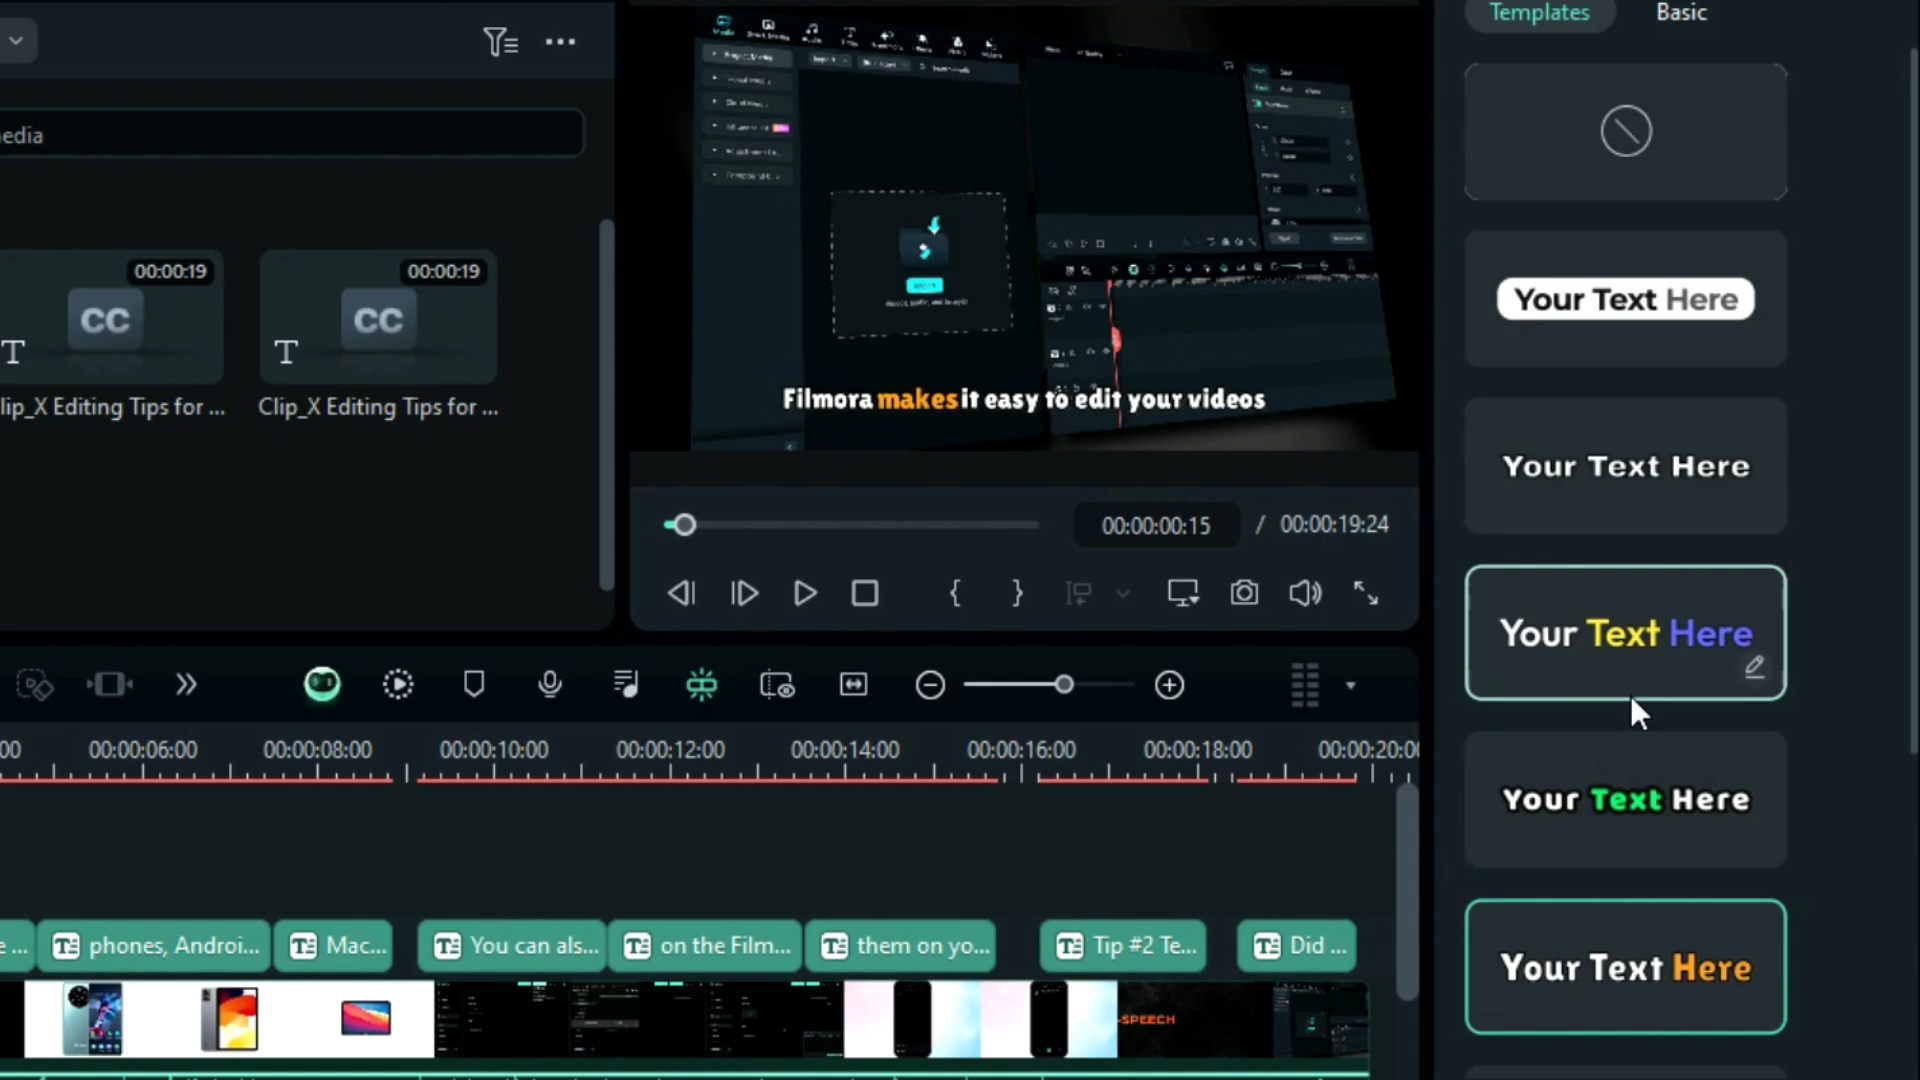 Templates Basic
edia
00:00:19
00:00:19
CC
CC
T
T
lip_X Editing Tips for ...
Clip_X Editing Tips for ...
Filmora makes it easy to edit your videos
00:00:00:15 / 00:00:19:24
Your Text Here
Your Text Here
Your Text Here
Your Text Here
Your Text Here
00 00:00:06:00 00:00:08:00 00:00:10:00 00:00:12:00 00:00:14:00 00:00:16:00 00:00:18:00 00:00:20:00
e ... phones, Androi... Mac... You can als... on the Film... them on yo... Tip #2 Te... Did ...
-SPEECH